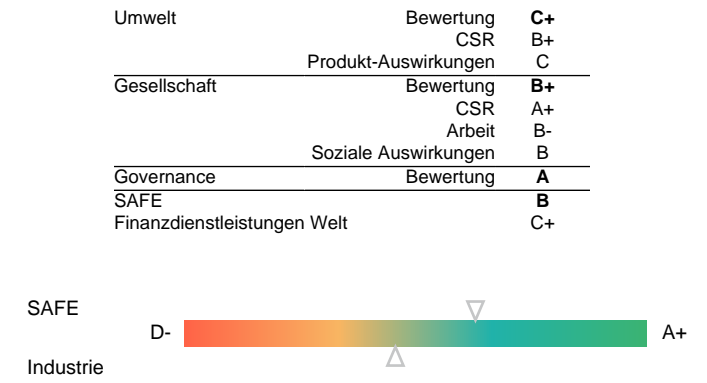 Umwelt Bewertung C+
CSR B+
Produkt-Auswirkungen C
Gesellschaft Bewertung B+
CSR A+
Arbeit B-
Soziale Auswirkungen B
Governance Bewertung A
SAFE B
Finanzdienstleistungen Welt C+
SAFE
D- A+
Industrie